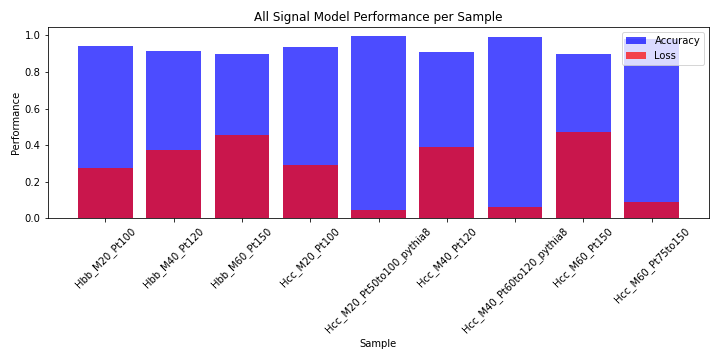 All Signal Model Performance per Sample
Accuracy
Loss
Performance
1.0
0.8
0.6
0.4
0.2
0.0
Hbb_M20_Pt100
Hbb_M40_Pt120
Hbb_M60_Pt150
Hcc_M20_Pt100
Hcc_M20_Pt50to100_pythia8
Hcc_M40_Pt120
Hcc_M40_Pt60to120_pythia8
Hcc_M60_Pt150
Hcc_M60_Pt75to150
Sample